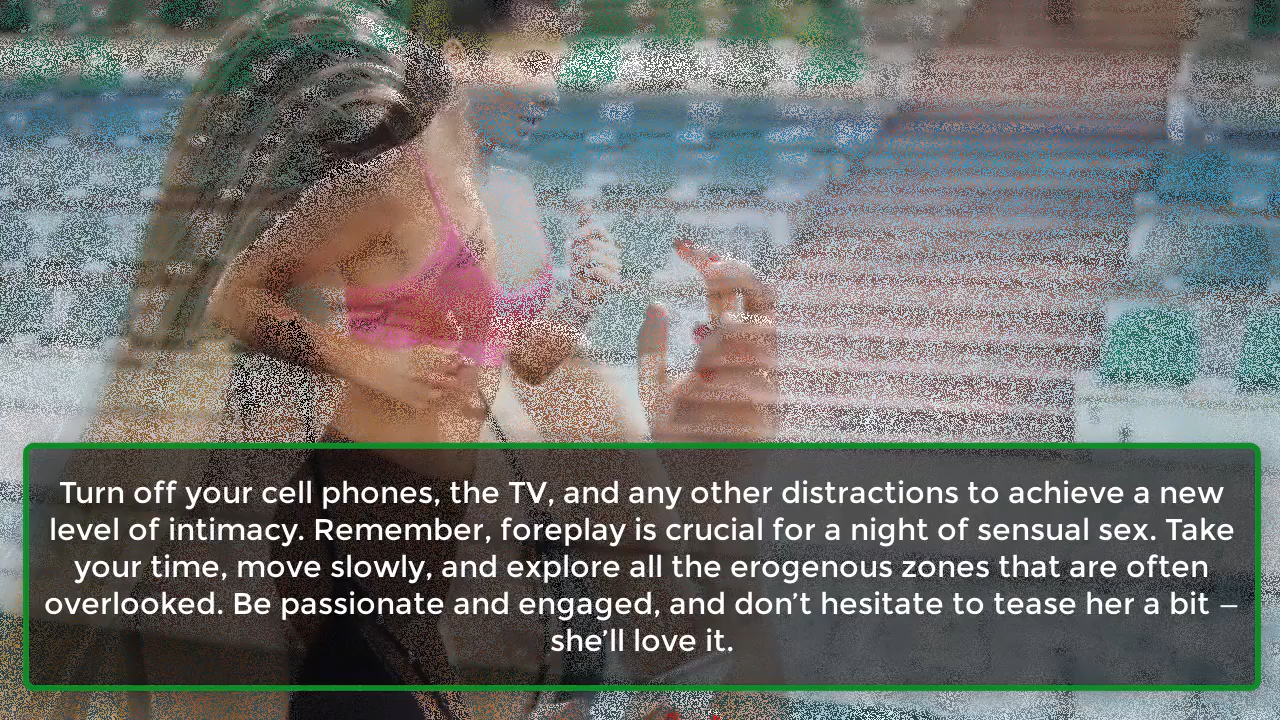 Turn off your cell phones, the TV, and any other distractions to achieve a new
level of intimacy. Remember, foreplay is crucial for a night of sensual sex. Take
your time, move slowly, and explore all the erogenous zones that are often
overlooked. Be passionate and engaged, and don’t hesitate to tease her a bit –
she’ll love it.